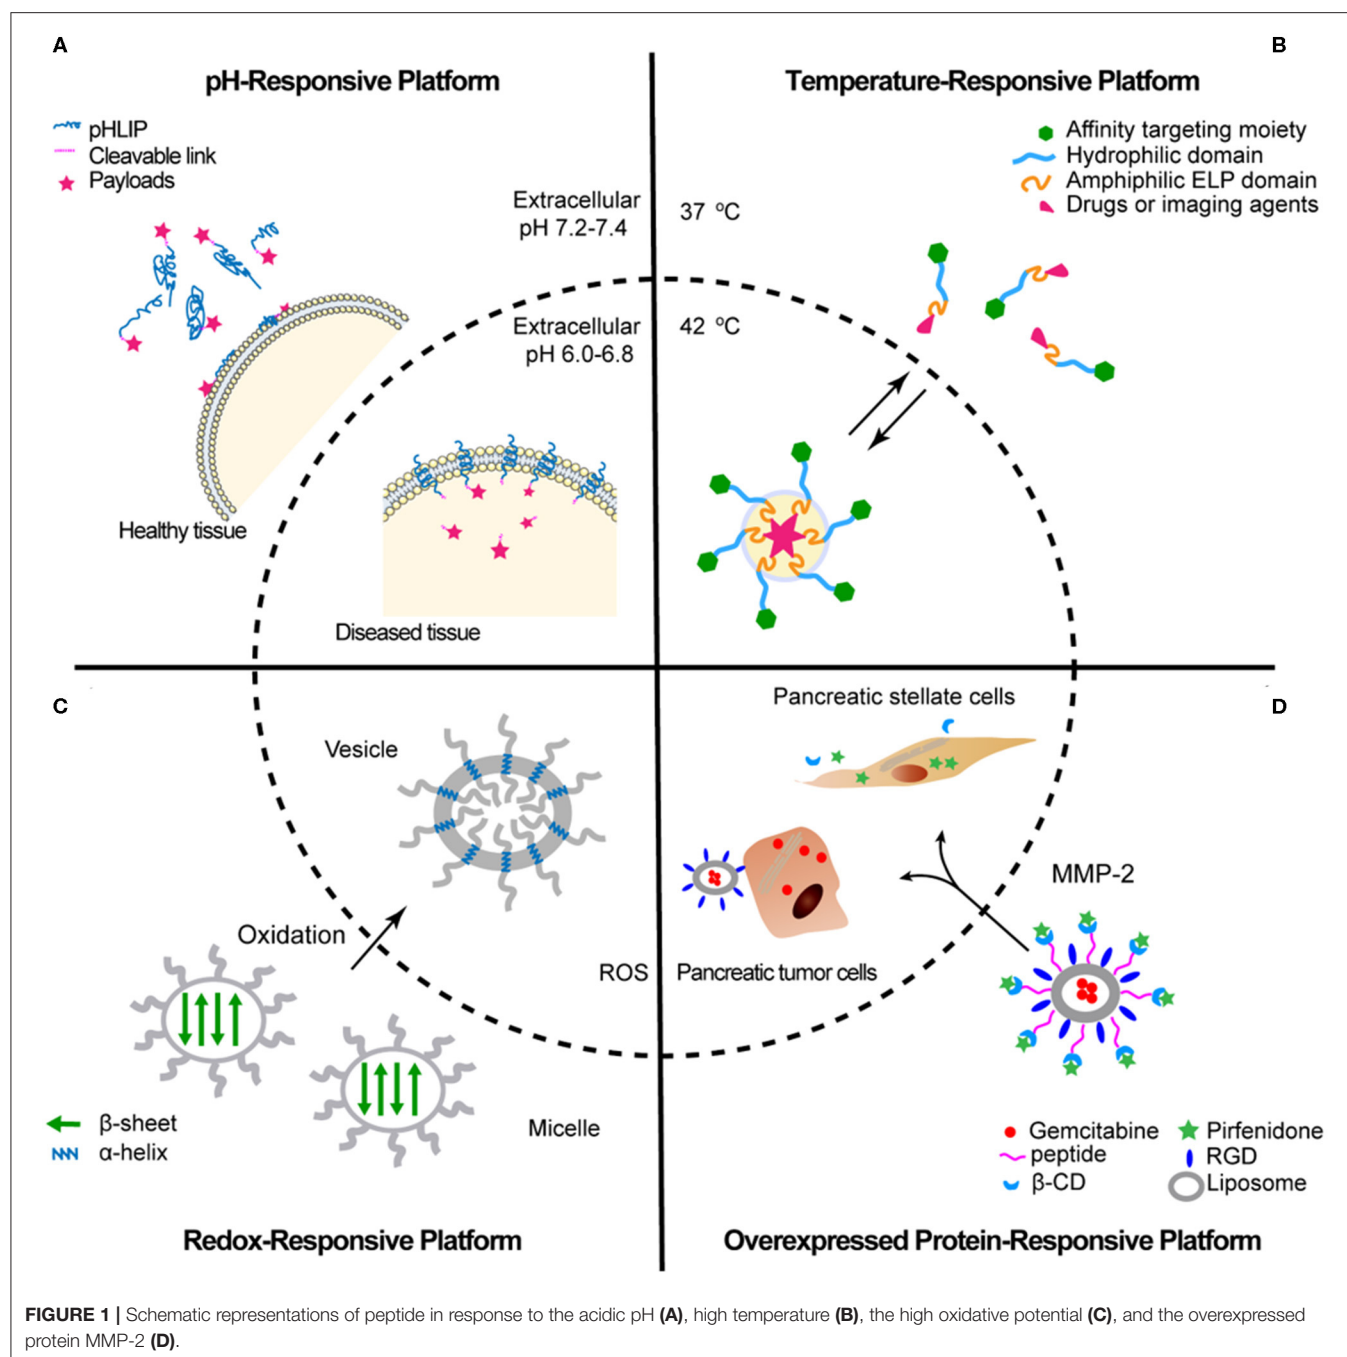 A
B
pH-Responsive Platform
Temperature-Responsive Platform
pHLIP
Cleavable link
Payloads
Affinity targeting moiety
Hydrophilic domain
Amphiphilic ELP domain
Drugs or imaging agents
Extracellular
pH 7.2-7.4
37 °C
Extracellular
pH 6.0-6.8
42 °C
Healthy tissue
Diseased tissue
C
D
Vesicle
Pancreatic stellate cells
Oxidation
MMP-2
ROS
Pancreatic tumor cells
Micelle
β-sheet
α-helix
Gemcitabine
Pirfenidone
peptide
RGD
β-CD
Liposome
Redox-Responsive Platform
Overexpressed Protein-Responsive Platform
FIGURE 1 | Schematic representations of peptide in response to the acidic pH (A), high temperature (B), the high oxidative potential (C), and the overexpressed
protein MMP-2 (D).